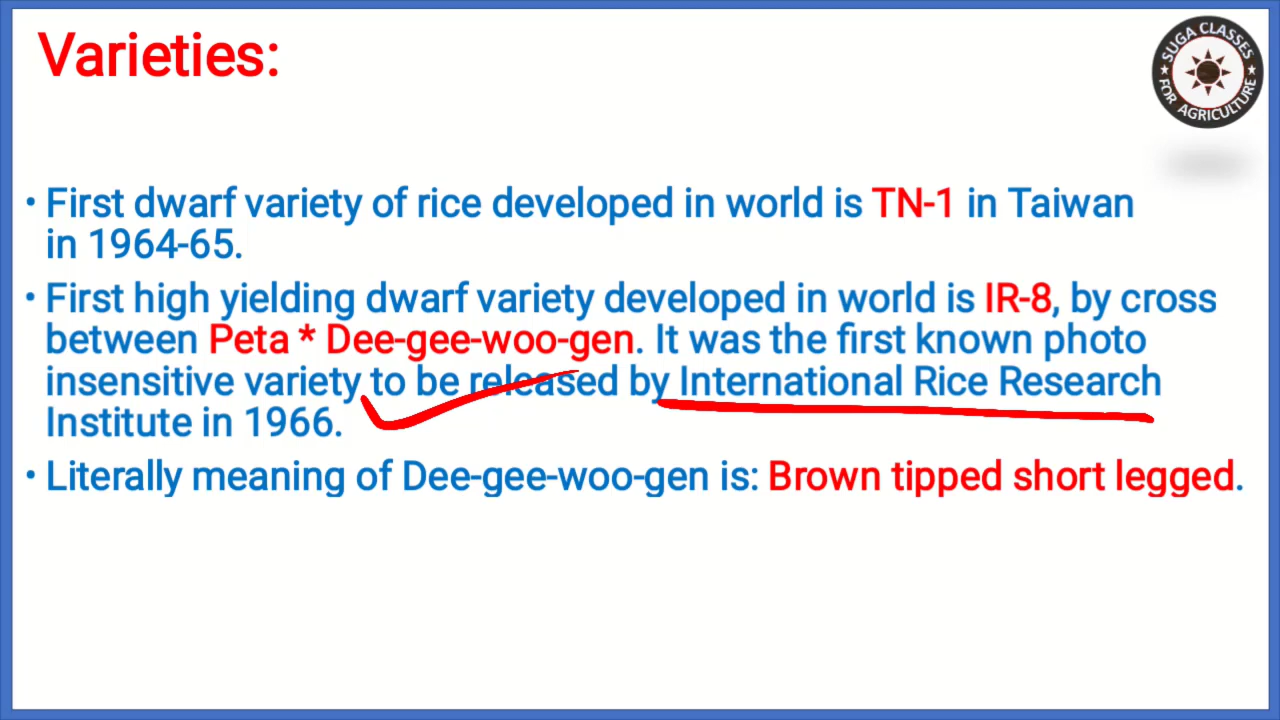 Varieties:
SUGA CLASSES
FOR AGRICULTURE
• First dwarf variety of rice developed in world is TN-1 in Taiwan
in 1964-65.
• First high yielding dwarf variety developed in world is IR-8, by cross
between Peta * Dee-gee-woo-gen. It was the first known photo
insensitive variety to be released by International Rice Research
Institute in 1966.
• Literally meaning of Dee-gee-woo-gen is: Brown tipped short legged.